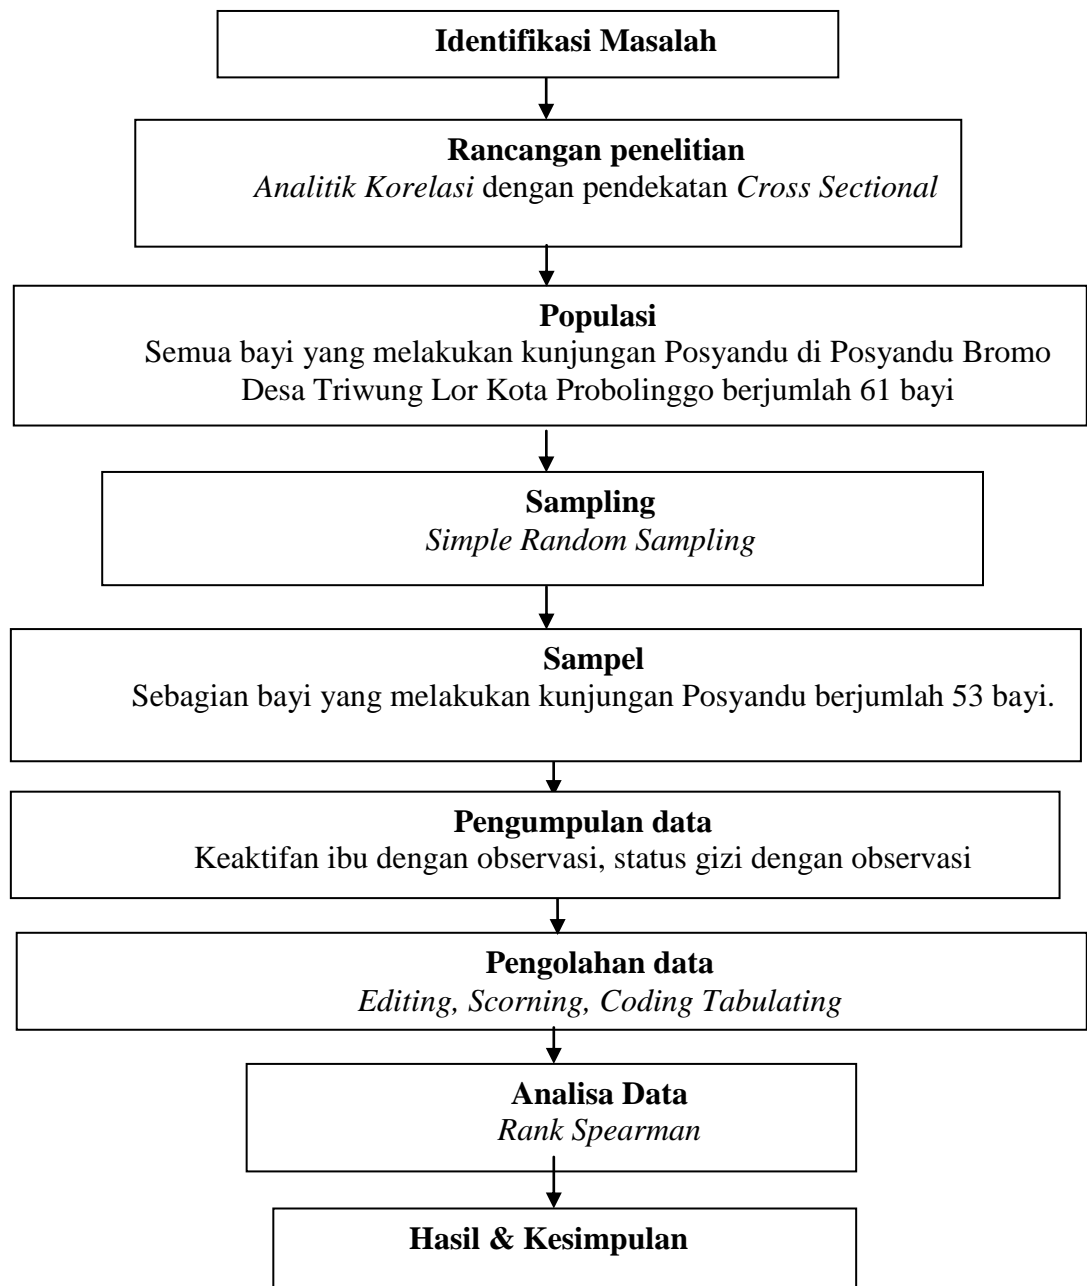 Identifikasi Masalah
Rancangan penelitian
Analitik Korelasi dengan pendekatan Cross Sectional
Populasi
Semua bayi yang melakukan kunjungan Posyandu di Posyandu Bromo
Desa Triwung Lor Kota Probolinggo berjumlah 61 bayi
Sampling
Simple Random Sampling
Sampel
Sebagian bayi yang melakukan kunjungan Posyandu berjumlah 53 bayi.
Pengumpulan data
Keaktifan ibu dengan observasi, status gizi dengan observasi
Pengolahan data
Editing, Scorning, Coding Tabulating
Analisa Data
Rank Spearman
Hasil & Kesimpulan